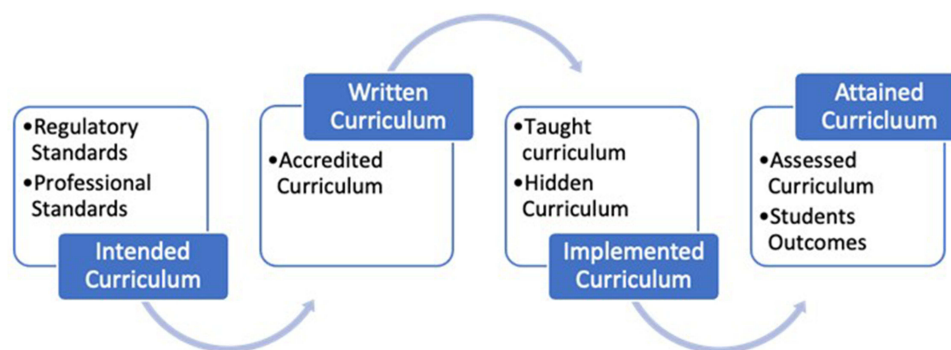 •Regulatory
Standards
•Professional
Standards
Intended
Curriculum
Written
Curriculum
•Accredited
Curriculum
•Taught
curriculum
•Hidden
Curriculum
Implemented
Curriculum
Attained
Curricluum
•Assessed
Curriculum
•Students
Outcomes